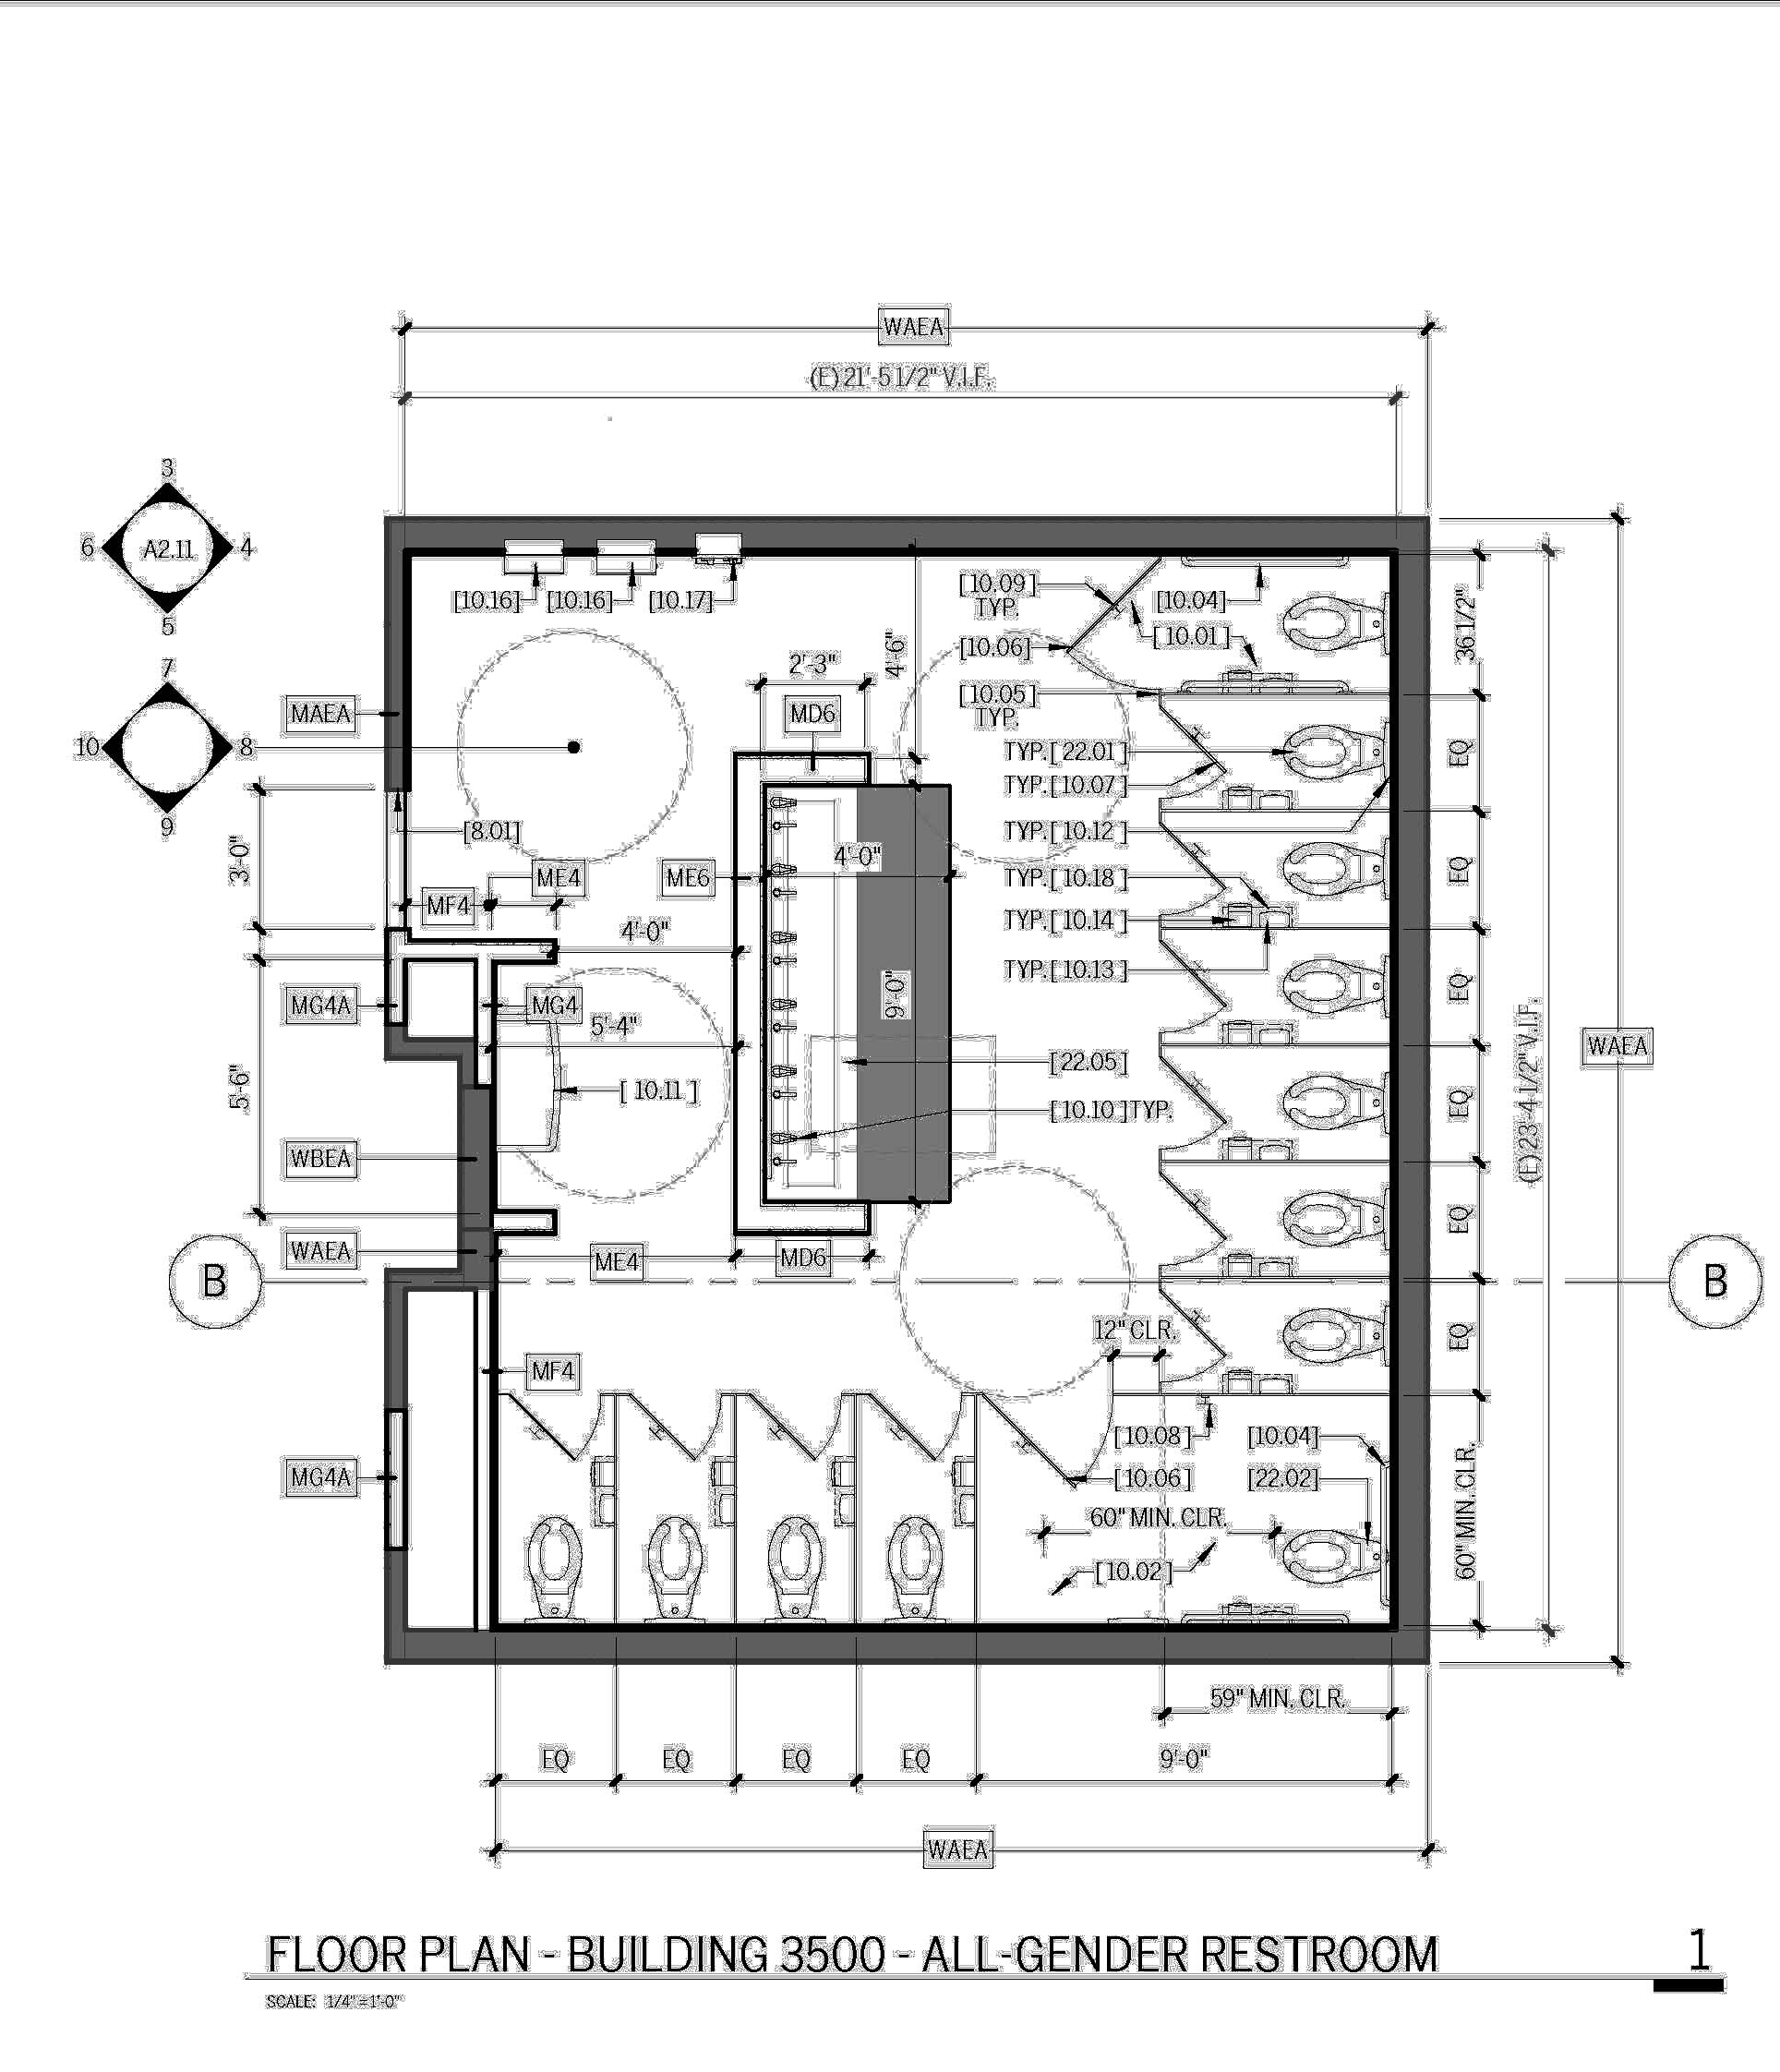 WAEA
(E) 21'-5 1/2" V.I.F.
3
6 A2.11 4
5
7
10 8
9
[10.16] [10.16] [10.17]
[10.09]
TYP.
[10.04]
[10.01]
[10.06]
36 1/2"
4'-6"
2'-3"
[10.05]
TYP.
MAEA
MD6
TYP. [22.01]
EQ
TYP. [10.07]
[8.01]
TYP. [10.12]
3'-0"
4'-0"
ME4
ME6
TYP. [10.18]
EQ
MF4
TYP. [10.14]
4'-0"
TYP. [10.13]
EQ
9'-0"
MG4A
MG4
5'-4"
(E) 23'-4 1/2" V.I.F.
WAEA
[22.05]
5'-6"
[10.11]
EQ
[10.10] TYP.
WBEA
EQ
WAEA
ME4
MD6
B
B
12" CLR.
EQ
MF4
[10.08]
[10.04]
MG4A
[10.06]
[22.02]
60" MIN. CLR.
60" MIN. CLR.
[10.02]
59" MIN. CLR.
EQ EQ EQ EQ 9'-0"
WAEA
FLOOR PLAN - BUILDING 3500 - ALL-GENDER RESTROOM 1
SCALE: 1/4" = 1'-0"